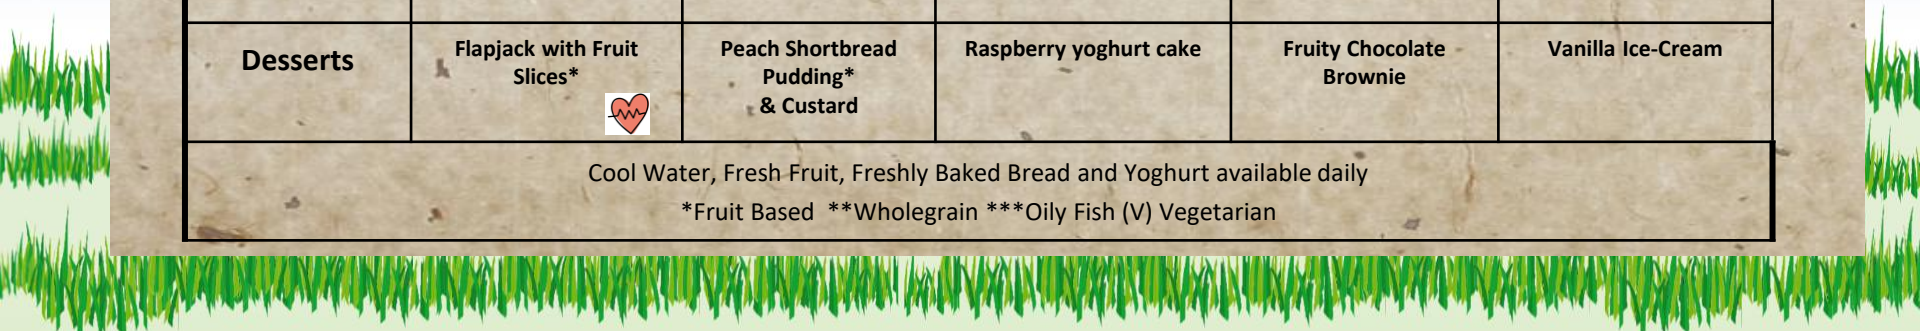 Desserts
Flapjack with Fruit
Slices*
Peach Shortbread
Pudding*
& Custard
Raspberry yoghurt cake
Fruity Chocolate
Brownie
Vanilla Ice-Cream
Cool Water, Fresh Fruit, Freshly Baked Bread and Yoghurt available daily
*Fruit Based  **Wholegrain ***Oily Fish (V) Vegetarian